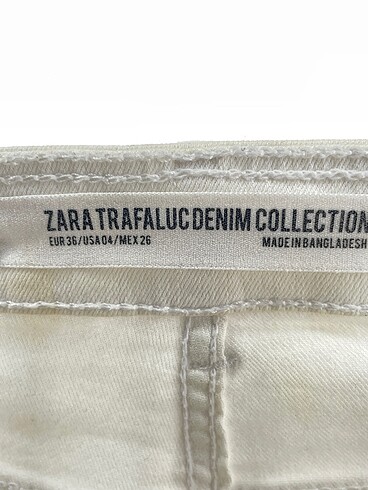 ZARA TRAFALUC DENIM COLLECTION
EUR 36/USA 04/MEX 26 MADE IN BANGLADESH